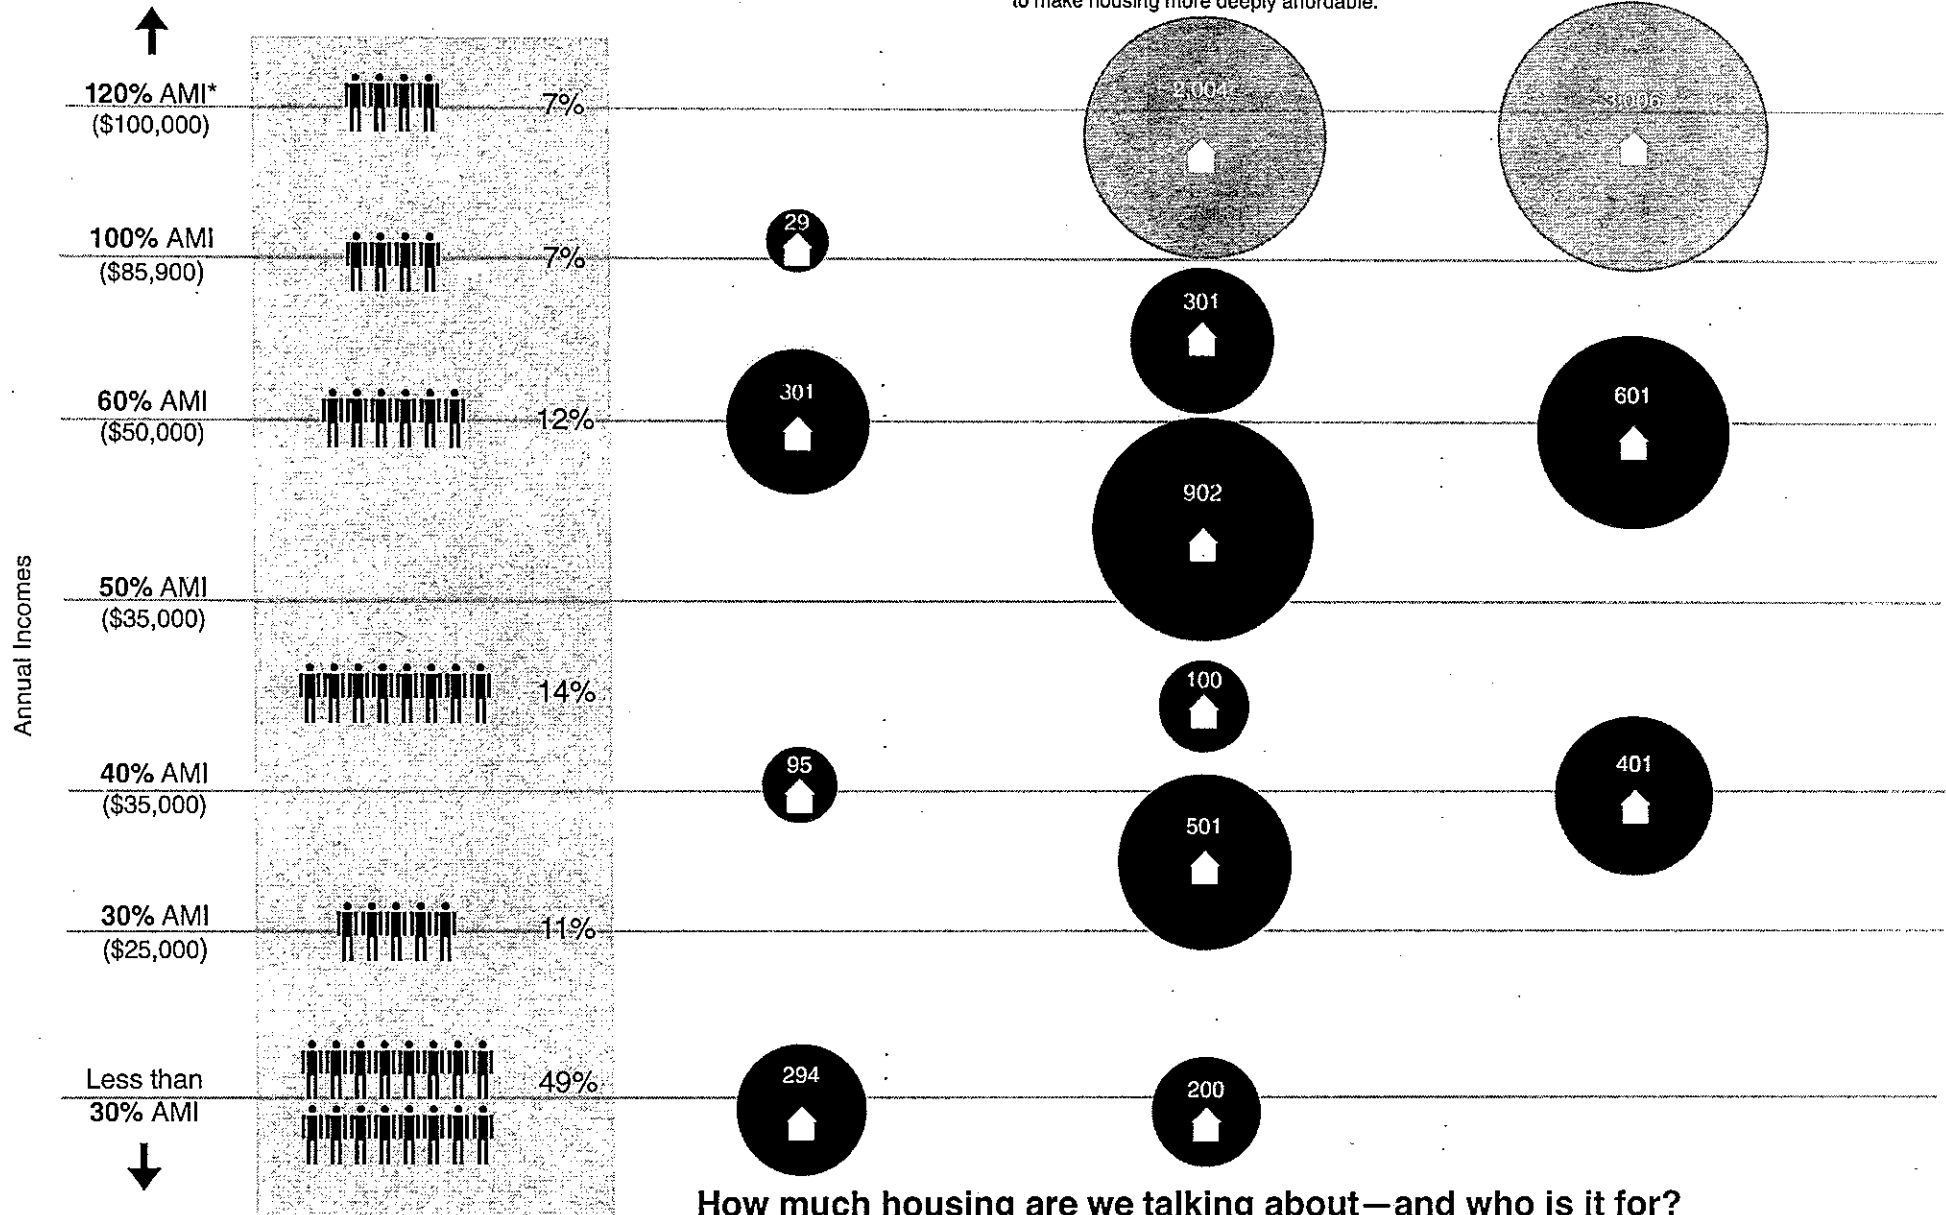 to make housing more deeply affordable.
120% AMI*
($100,000)
7%
2,004
3,006
100% AMI
($85,900)
7%
29
301
60% AMI
($50,000)
12%
301
601
902
50% AMI
($35,000)
Annual Incomes
14%
100
40% AMI
($35,000)
95
401
501
30% AMI
($25,000)
11%
Less than
30% AMI
49%
294
200
How much housing are we talking about—and who is it for?